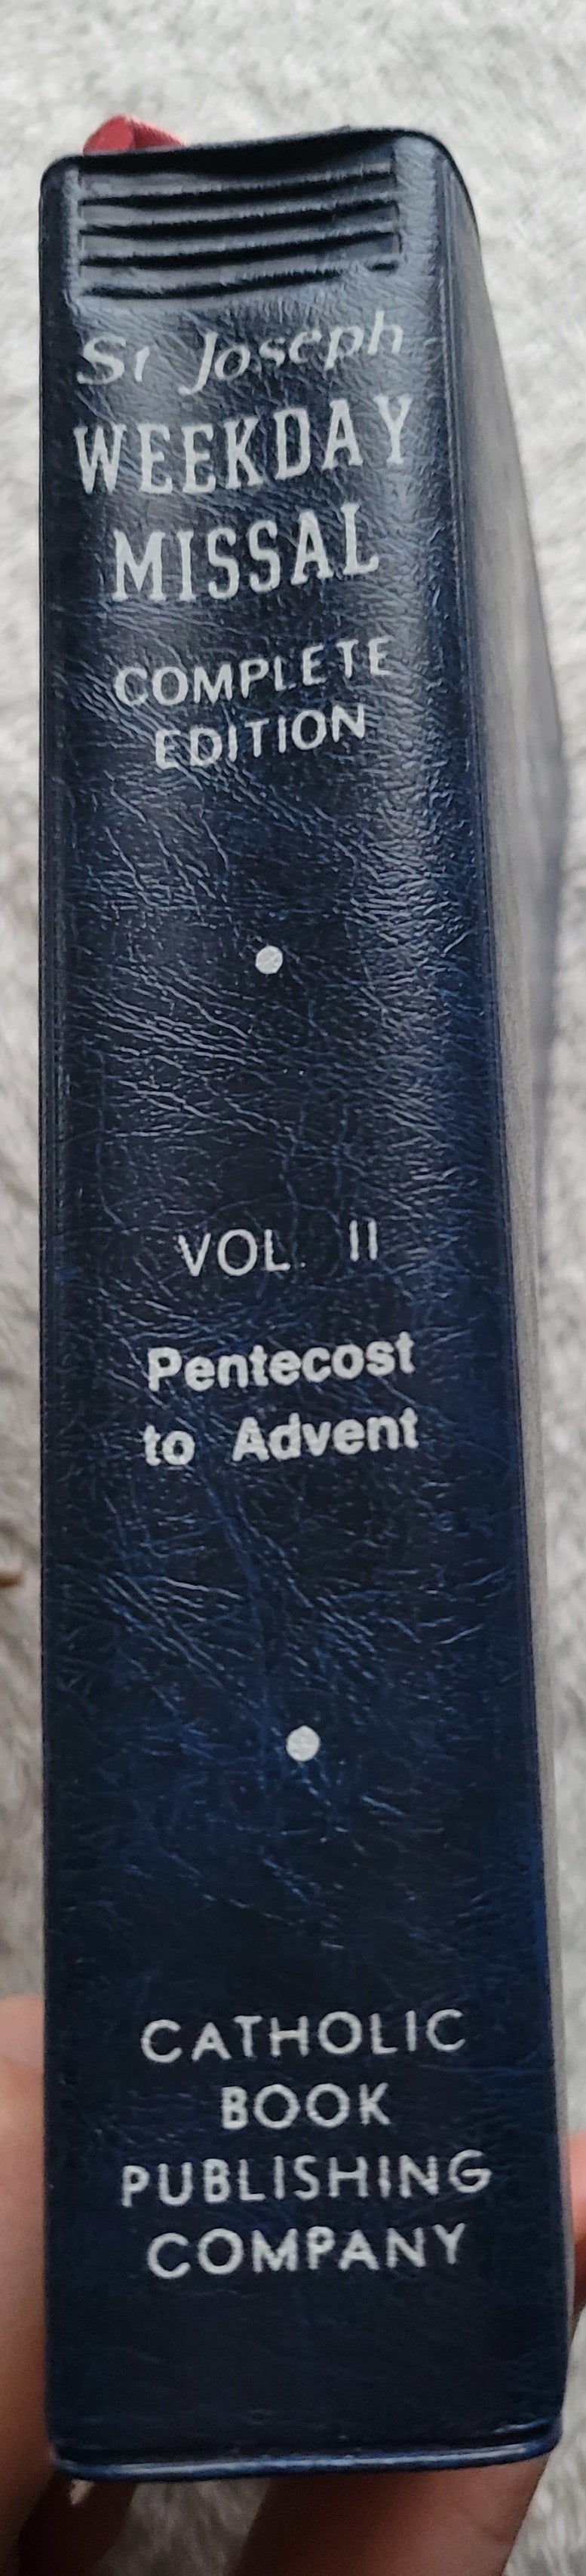 St Joseph
WEEKDAY
MISSAL
COMPLETE
EDITION
VOL. II
Pentecost
to Advent
CATHOLIC
BOOK
PUBLISHING
COMPANY